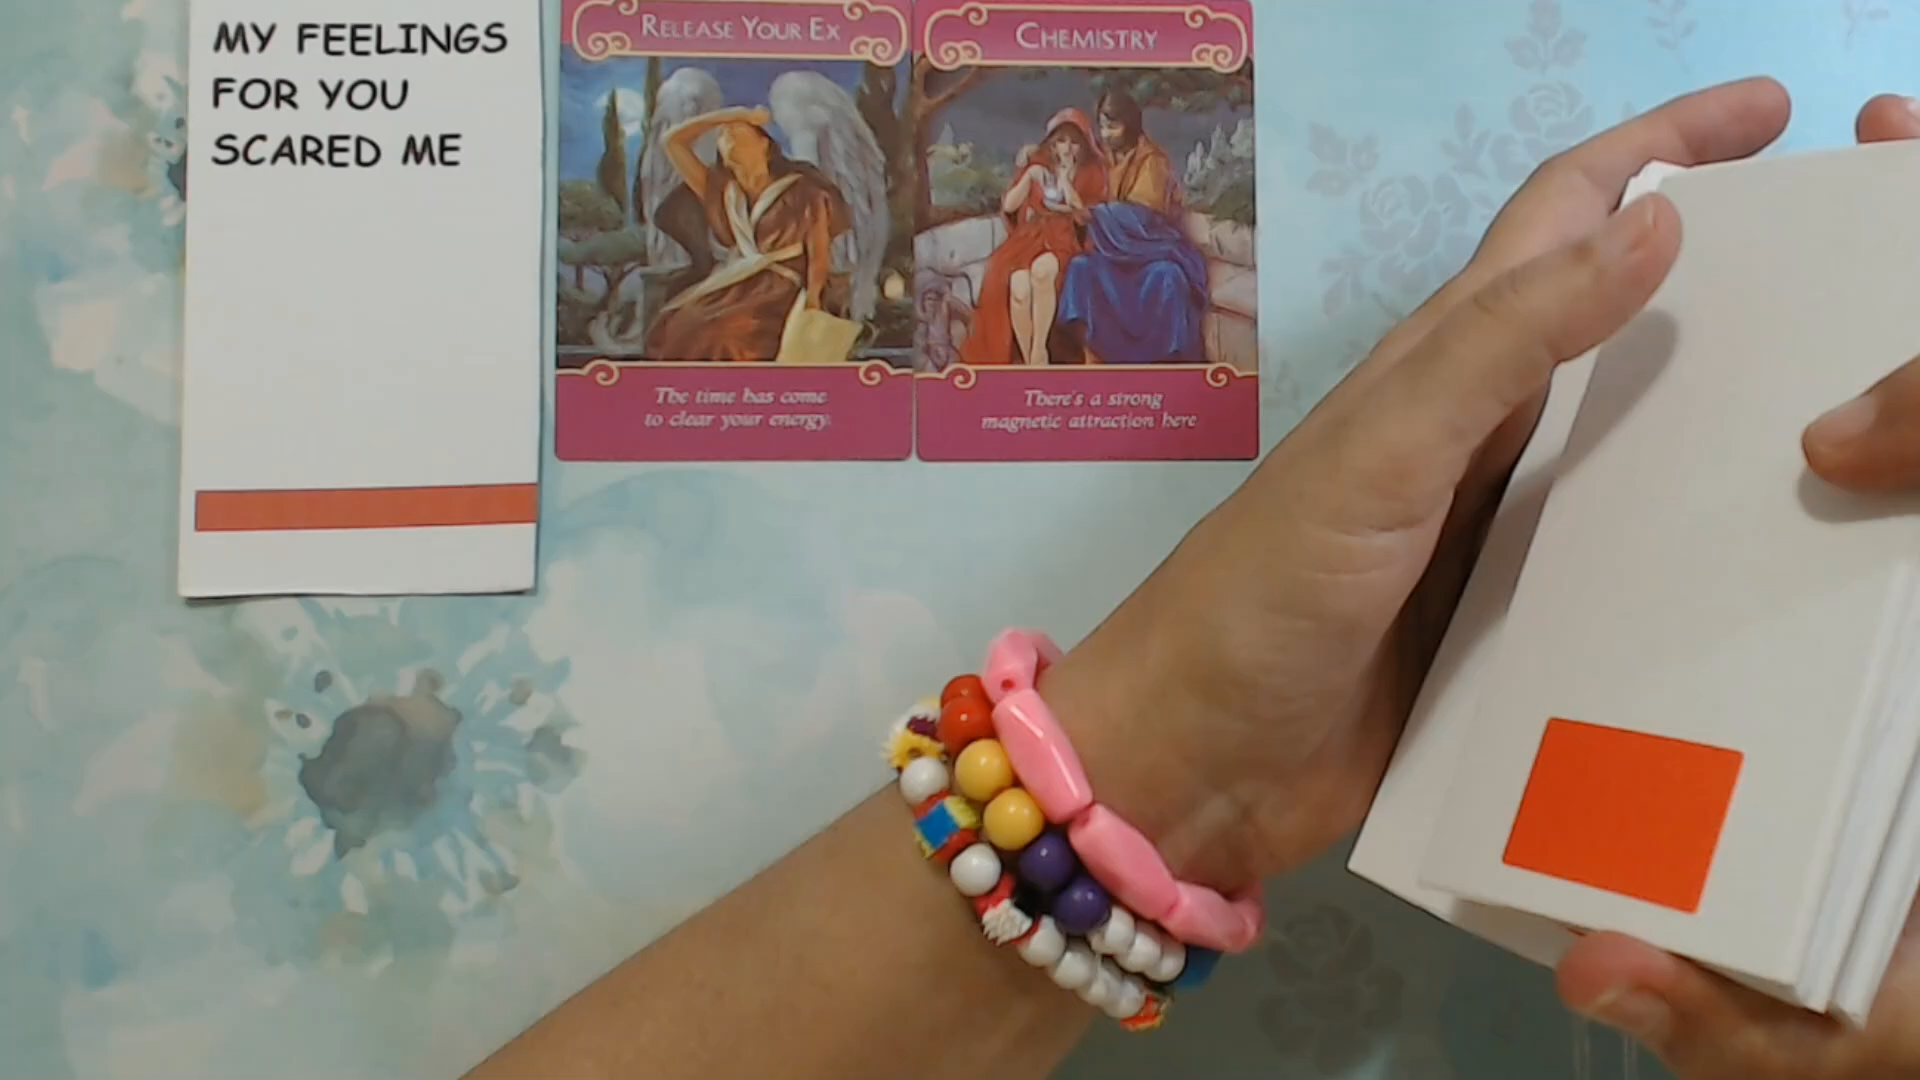 MY FEELINGS
FOR YOU
SCARED ME
RELEASE YOUR EX
The time has come
to clear your energy.
CHEMISTRY
There's a strong
magnetic attraction here